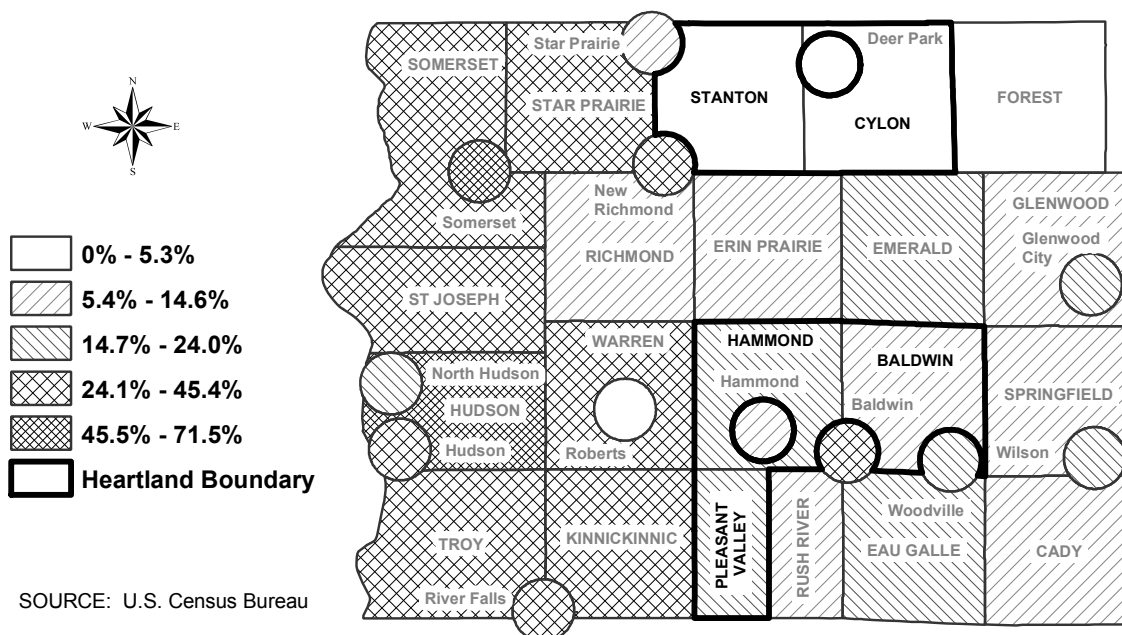 N
W
E
S
0% - 5.3%
5.4% - 14.6%
14.7% - 24.0%
24.1% - 45.4%
45.5% - 71.5%
Heartland Boundary
SOURCE: U.S. Census Bureau
SOMERSET
Star Prairie
STAR PRAIRIE
STANTON
Deer Park
CYLON
FOREST
Somerset
New
Richmond
RICHMOND
ERIN PRAIRIE
EMERALD
GLENWOOD
Glenwood
City
ST JOSEPH
WARREN
HAMMOND
BALDWIN
North Hudson
HUDSON
Hudson
Roberts
Hammond
Baldwin
SPRINGFIELD
Wilson
Woodville
TROY
River Falls
KINNICKINNIC
PLEASANT
VALLEY
RUSH RIVER
EAU GALLE
CADY